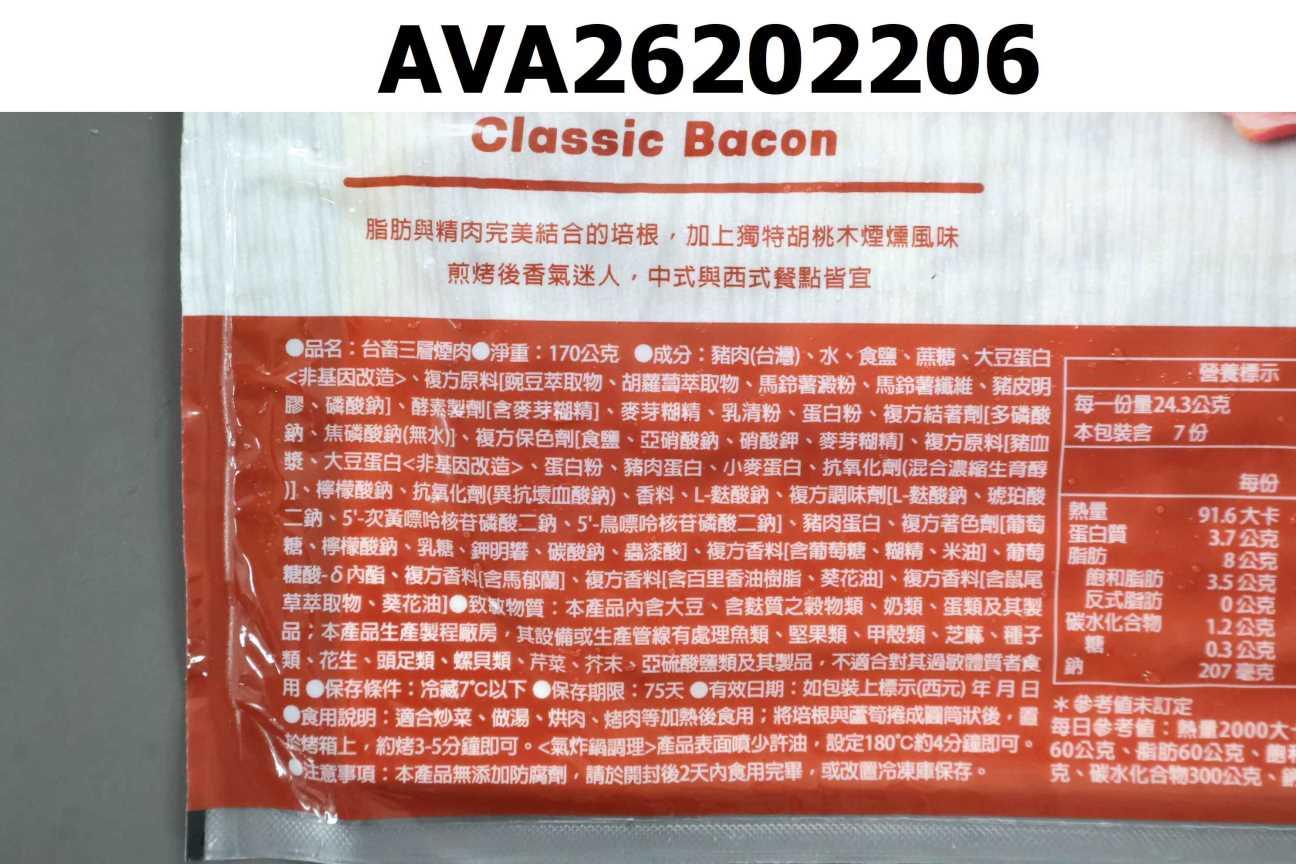 AVA26202206
Classic Bacon
脂肪與精肉完美結合的培根，加上獨特胡桃木煙燻風味
煎烤後香氣迷人，中式與西式餐點皆宜
●品名：台畜三層煙肉●淨重：170公克 ●成分：豬肉(台灣)、水、食鹽、蔗糖、大豆蛋白
<非基因改造>、複方原料[豌豆萃取物、胡蘿蔔萃取物、馬鈴薯澱粉、馬鈴薯纖維、豬皮明
膠、磷酸鈉]、酵素製劑[含麥芽糊精]、麥芽糊精、乳清粉、蛋白粉、複方結著劑[多磷酸
鈉、焦磷酸鈉(無水)]、複方保色劑[食鹽、亞硝酸鈉、硝酸鉀、麥芽糊精]、複方原料[豬血
漿、大豆蛋白<非基因改造>、蛋白粉、豬肉蛋白、小麥蛋白、抗氧化劑(混合濃縮生育醇
)]、檸檬酸鈉、抗氧化劑(異抗壞血酸鈉)、香料、L-麩酸鈉、複方調味劑[L-麩酸鈉、琥珀酸
二鈉、5'-次黃嘌呤核苷磷酸二鈉、5'-鳥嘌呤核苷磷酸二鈉]、豬肉蛋白、複方著色劑[葡萄
糖、檸檬酸鈉、乳糖、鉀明礬、碳酸鈉、蟲漆酸]、複方香料[含葡萄糖、糊精、米油]、葡萄
糖酸-δ內酯、複方香料[含馬郁蘭]、複方香料[含百里香油樹脂、葵花油]、複方香料[含鼠尾
草萃取物、葵花油]●致敏物質：本產品內含大豆、含麩質之穀物類、奶類、蛋類及其製
品；本產品生產製程廠房，其設備或生產管線有處理魚類、堅果類、甲殼類、芝麻、種子
類、花生、頭足類、螺貝類、芹菜、芥末、亞硫酸鹽類及其製品，不適合對其過敏體質者食
用●保存條件：冷藏7℃以下●保存期限：75天●有效日期：如包裝上標示(西元) 年 月 日
●食用說明：適合炒菜、做湯、烘肉、烤肉等加熱後食用；將培根與蘆筍捲成圓筒狀後，置
於烤箱上，約烤3-5分鐘即可。<氣炸鍋調理>產品表面噴少許油，設定180℃約4分鐘即可。
●注意事項：本產品無添加防腐劑，請於開封後2天內食用完畢，或改置冷凍庫保存。
營養標示
每一份量24.3公克
本包裝含 7份
每份
熱量 91.6大卡
蛋白質 3.7公克
脂肪 8公克
飽和脂肪 3.5公克
反式脂肪 0公克
碳水化合物 1.2公克
糖 0.3公克
鈉 207毫克
＊參考值未訂定
每日參考值：熱量2000大
60公克、脂肪60公克、飽
克、碳水化合物300公克、